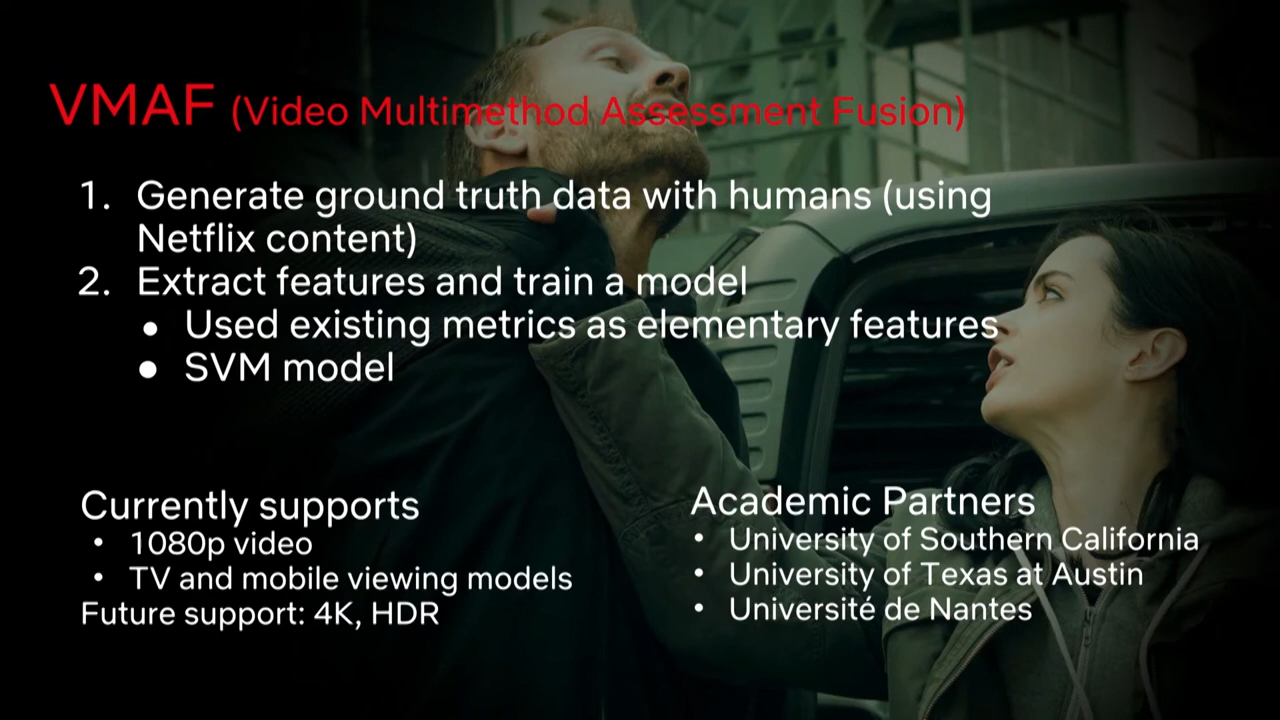 VMAF (Video Multimethod Assessment Fusion)
1. Generate ground truth data with humans (using
Netflix content)
2. Extract features and train a model
● Used existing metrics as elementary features
● SVM model
Currently supports
• 1080p video
• TV and mobile viewing models
Future support: 4K, HDR
Academic Partners
• University of Southern California
• University of Texas at Austin
• Université de Nantes